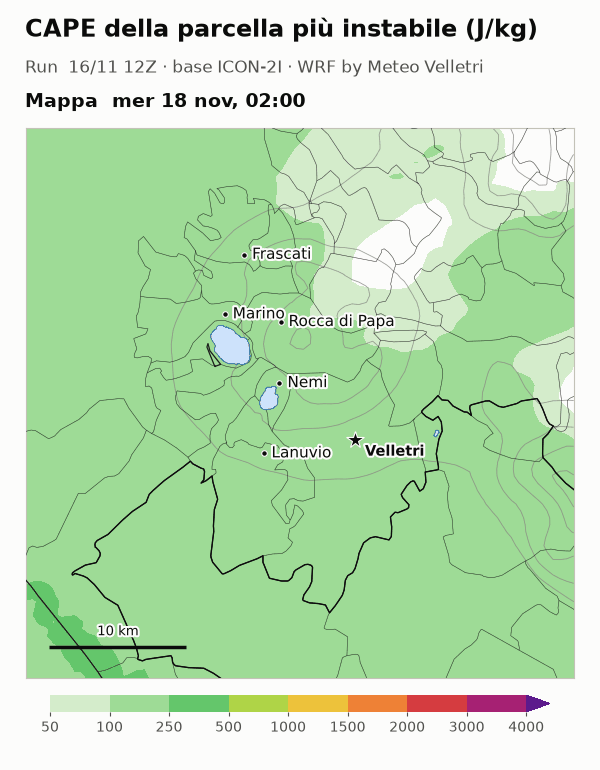 CAPE della parcella più instabile (J/kg)
Run 16/11 12Z · base ICON-2I · WRF by Meteo Velletri
Mappa mer 18 nov, 02:00
Frascati
Marino
Rocca di Papa
Nemi
Velletri
Lanuvio
10 km
50 100 250 500 1000 1500 2000 3000 4000